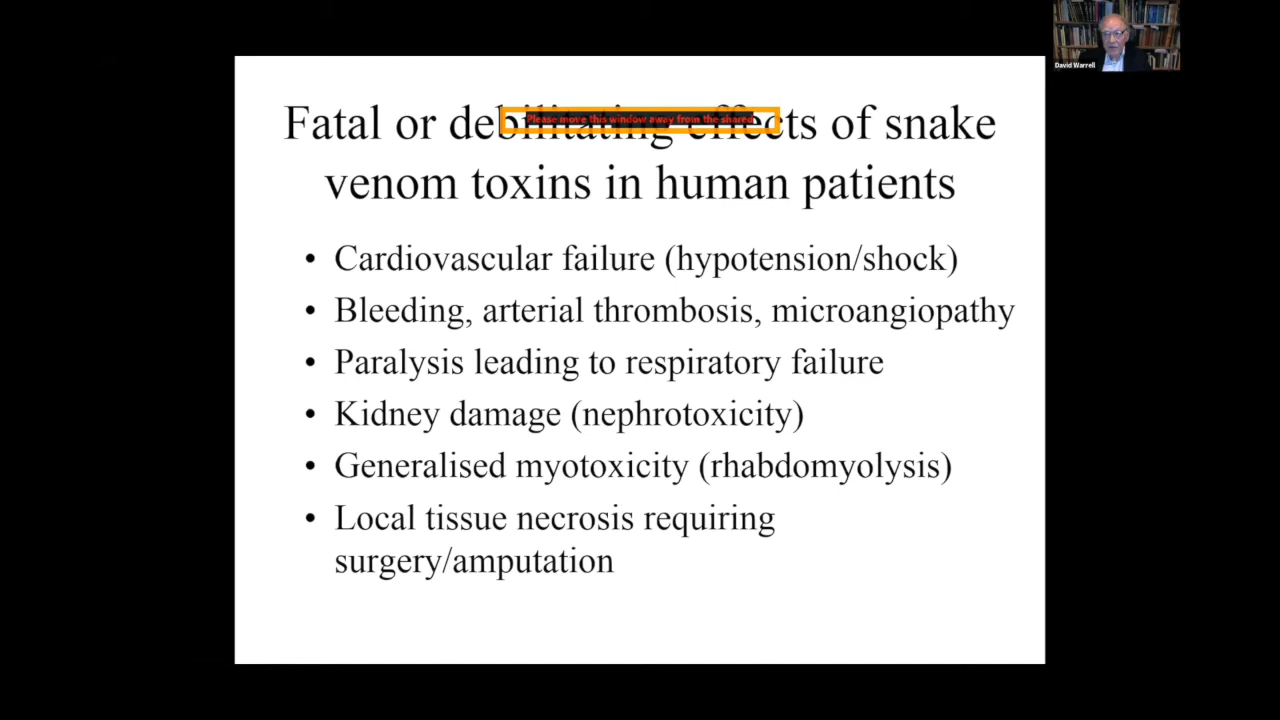 David Warrell
Fatal or debilitating effects of snake
Please move this window away from the shared
venom toxins in human patients
• Cardiovascular failure (hypotension/shock)
• Bleeding, arterial thrombosis, microangiopathy
• Paralysis leading to respiratory failure
• Kidney damage (nephrotoxicity)
• Generalised myotoxicity (rhabdomyolysis)
• Local tissue necrosis requiring
surgery/amputation